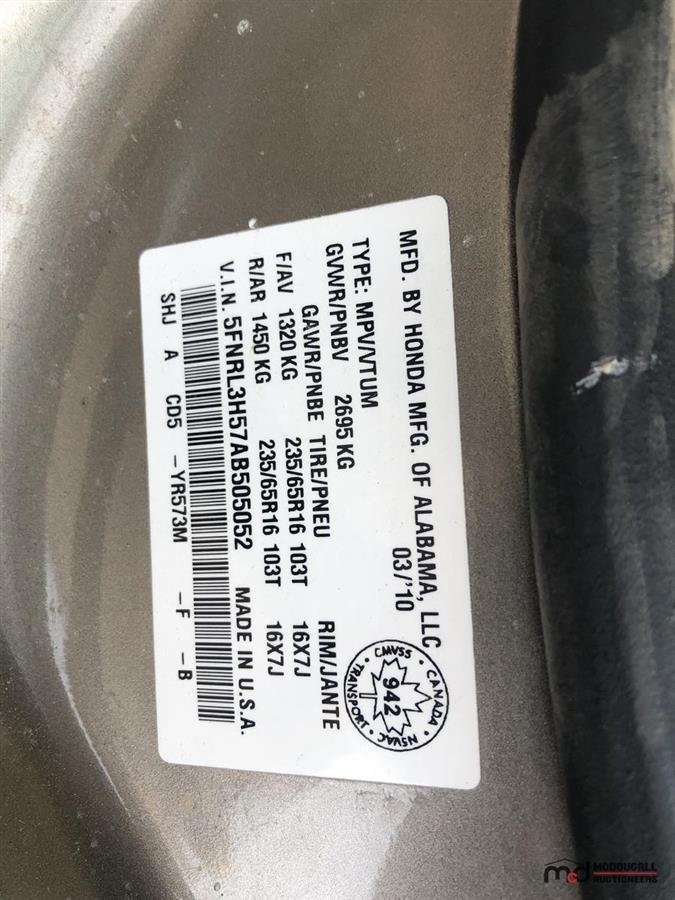 MFD. BY HONDA MFG. OF ALABAMA, LLC
03/'10
TYPE: MPV/VTUM
GVWR/PNBV 2695 KG
GAWR/PNBE TIRE/PNEU RIM/JANTE
F/AV 1320 KG 235/65R16 103T 16X7J
R/AR 1450 KG 235/65R16 103T 16X7J
V.I.N. 5FNRL3H57AB505052 MADE IN U.S.A.
SHJ A CD5 -YR573M -F -B
CANADA · NSVAC · TRANSPORT · CMVSS
942
mcd MCDOUGALL
AUCTIONEERS